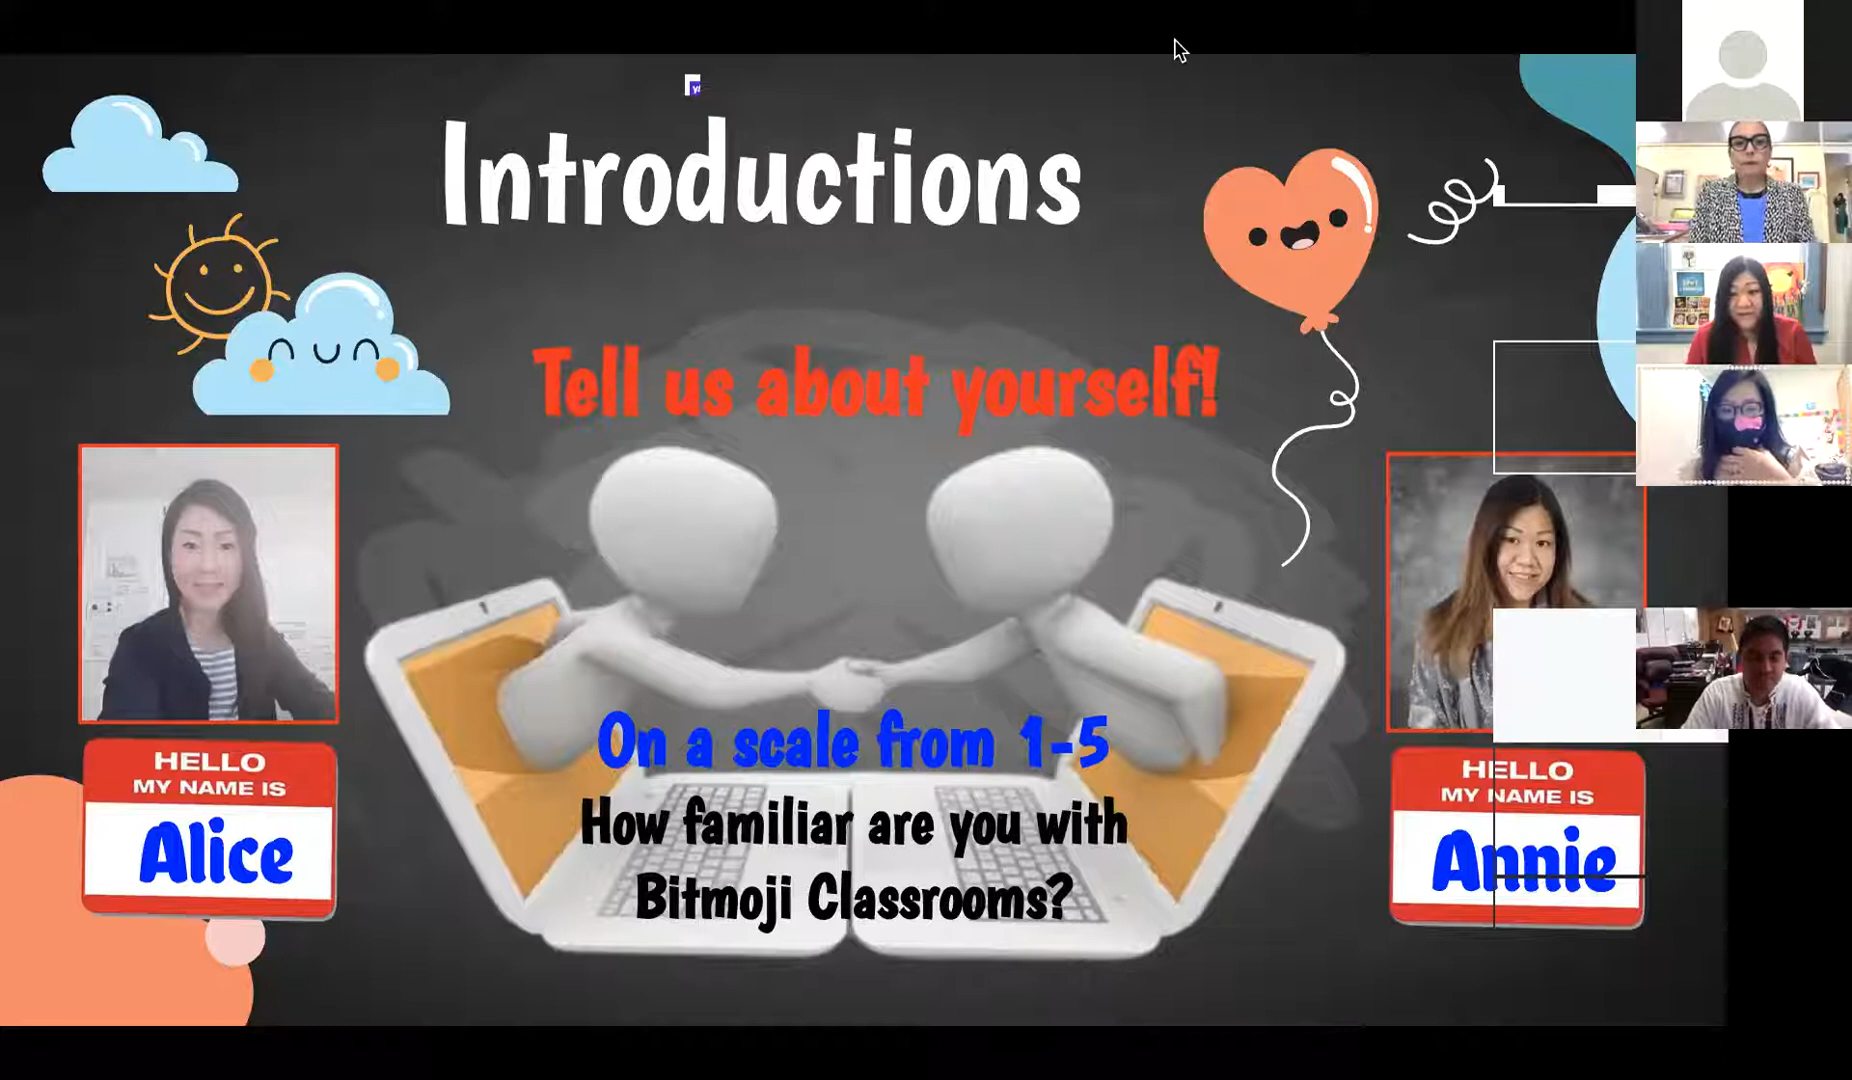 Introductions
Tell us about yourself!
On a scale from 1-5
How familiar are you with
Bitmoji Classrooms?
HELLO
MY NAME IS
Alice
HELLO
MY NAME IS
Annie